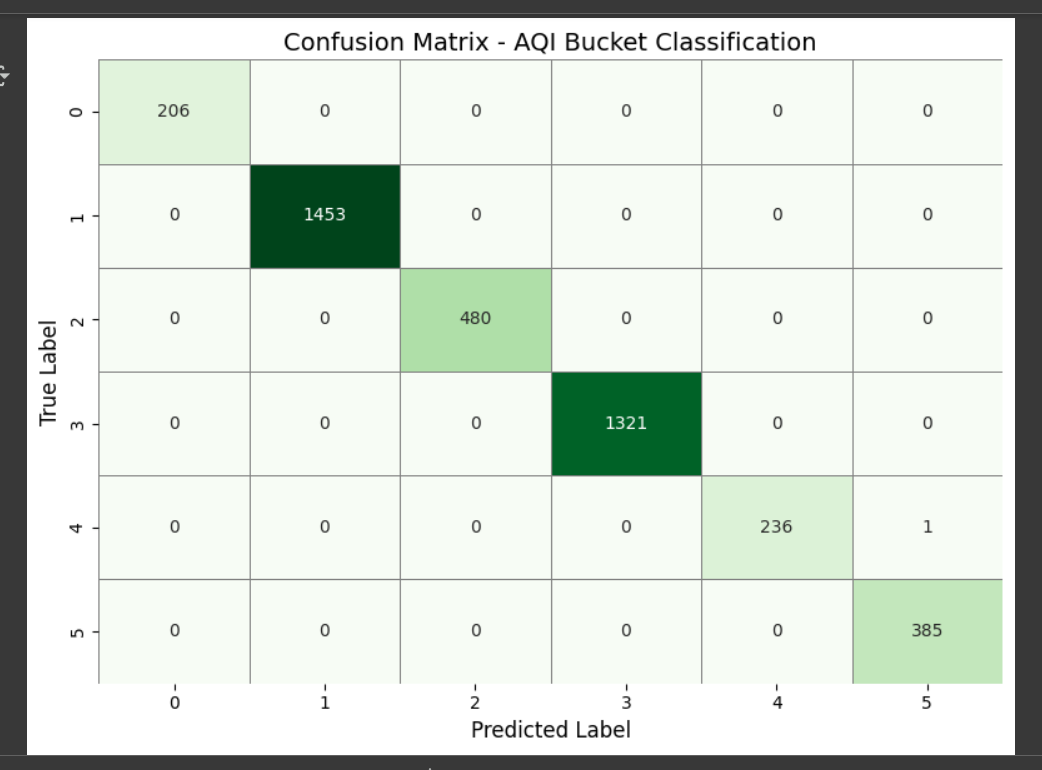 Confusion Matrix - AQI Bucket Classification
0 206 0 0 0 0 0
1 0 1453 0 0 0 0
2 0 0 480 0 0 0
3 0 0 0 1321 0 0
4 0 0 0 0 236 1
5 0 0 0 0 0 385
True Label
0 1 2 3 4 5
Predicted Label